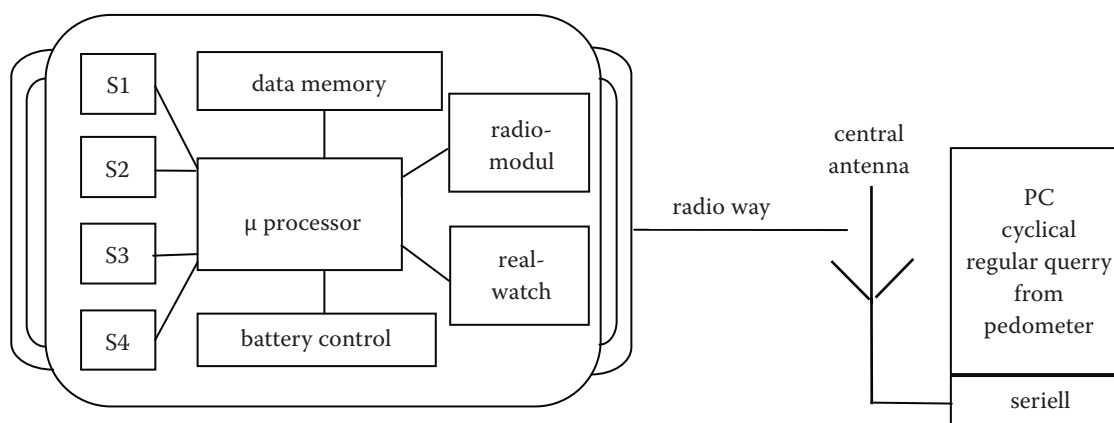 S1
S2
S3
S4
data memory
µ processor
battery control
radio-
modul
real-
watch
radio way
central
antenna
PC
cyclical
regular querry
from
pedometer
seriell